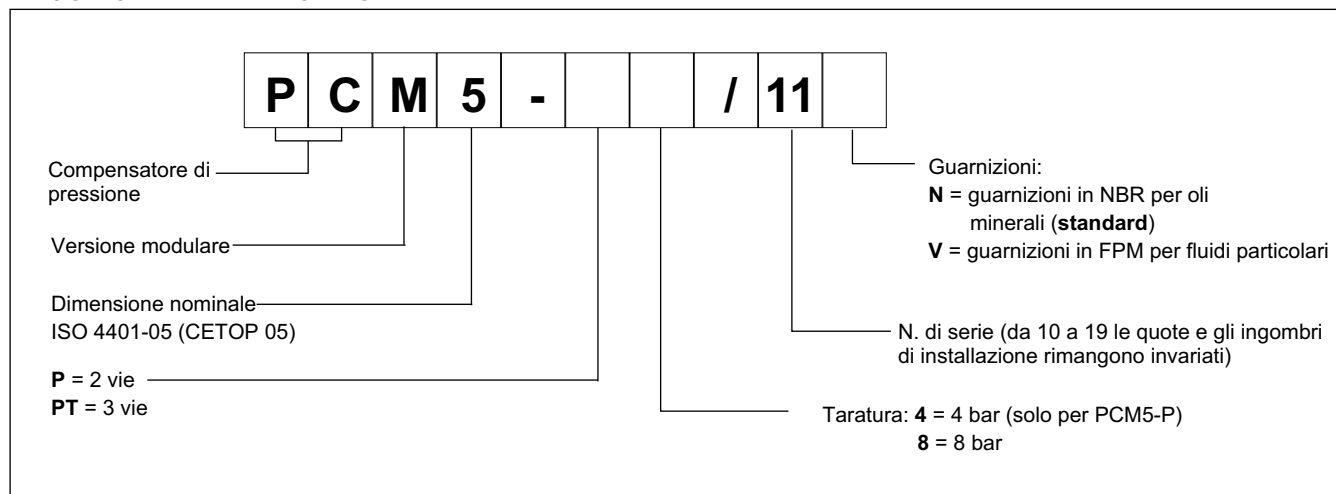 PCM5- /11
Compensatore di
pressione
Versione modulare
Dimensione nominale
ISO 4401-05 (CETOP 05)
P = 2 vie
PT = 3 vie
Guarnizioni:
N = guarnizioni in NBR per oli
minerali (standard)
V = guarnizioni in FPM per fluidi particolari
N. di serie (da 10 a 19 le quote e gli ingombri
di installazione rimangono invariati)
Taratura: 4 = 4 bar (solo per PCM5-P)
8 = 8 bar